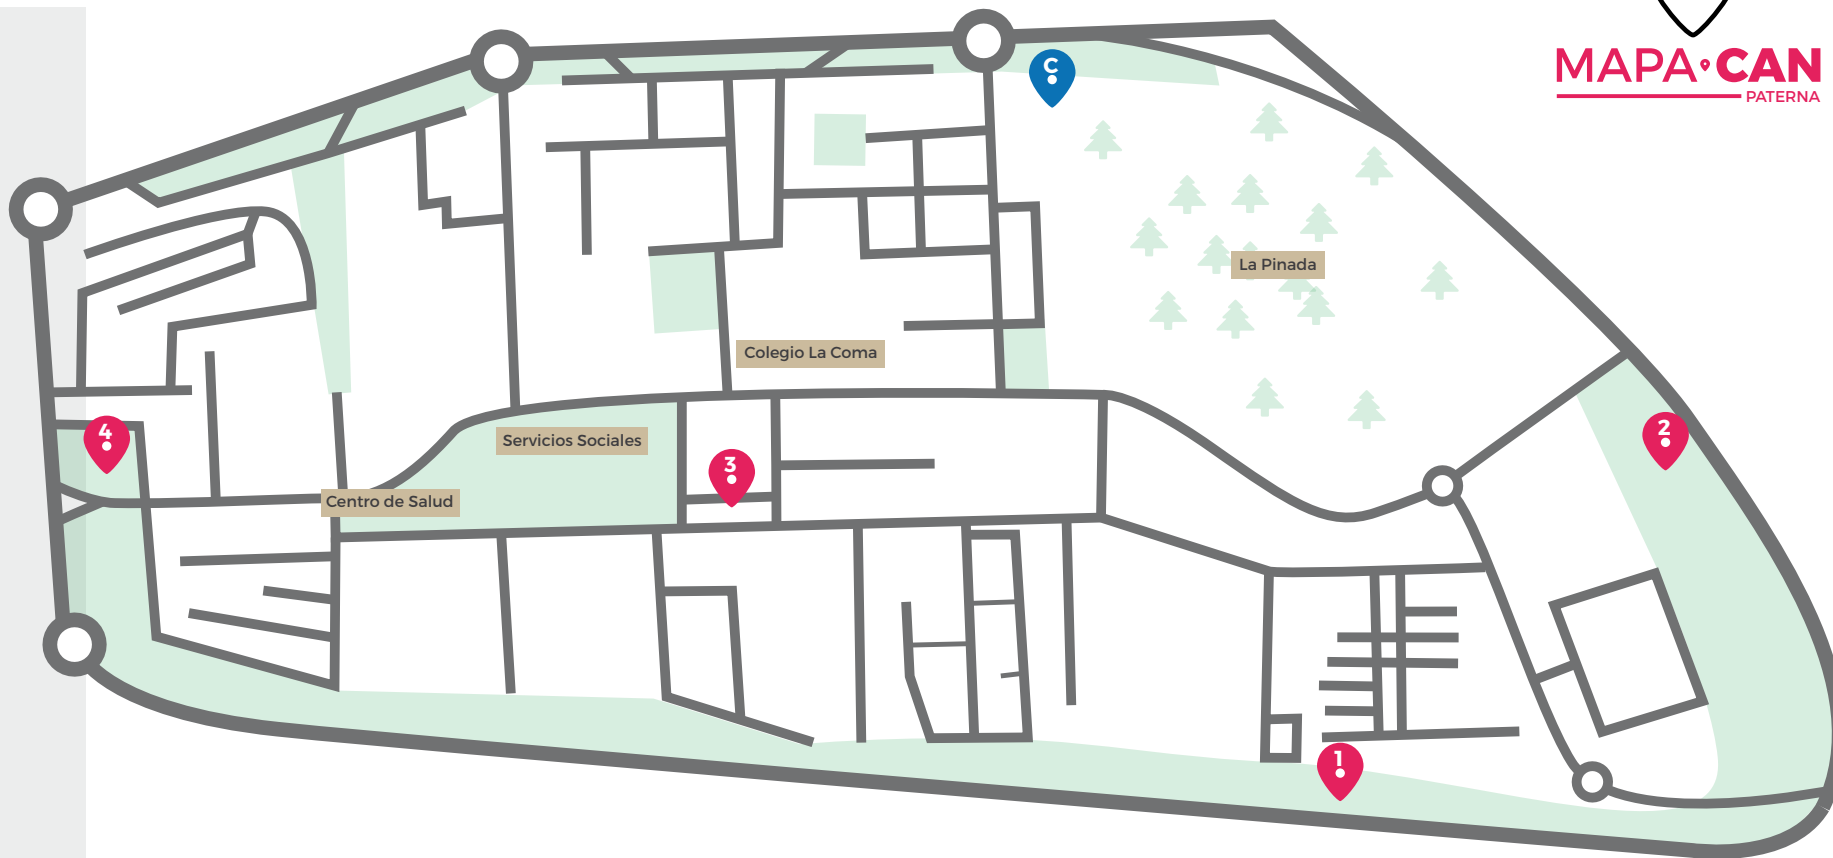 MAPA CAN
PATERNA
C
La Pinada
Colegio La Coma
4
2
Servicios Sociales
3
Centro de Salud
1